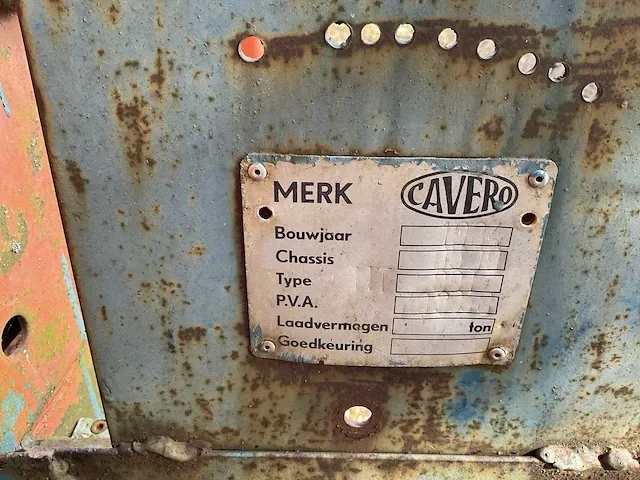 MERK CAVERO
Bouwjaar
Chassis
Type
P.V.A.
Laadvermogen ton
Goedkeuring